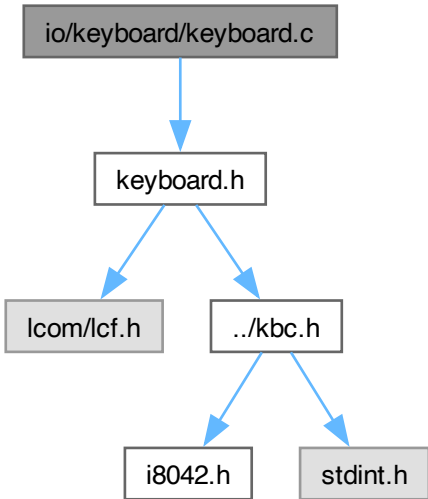 io/keyboard/keyboard.c
keyboard.h
lcom/lcf.h
../kbc.h
i8042.h
stdint.h